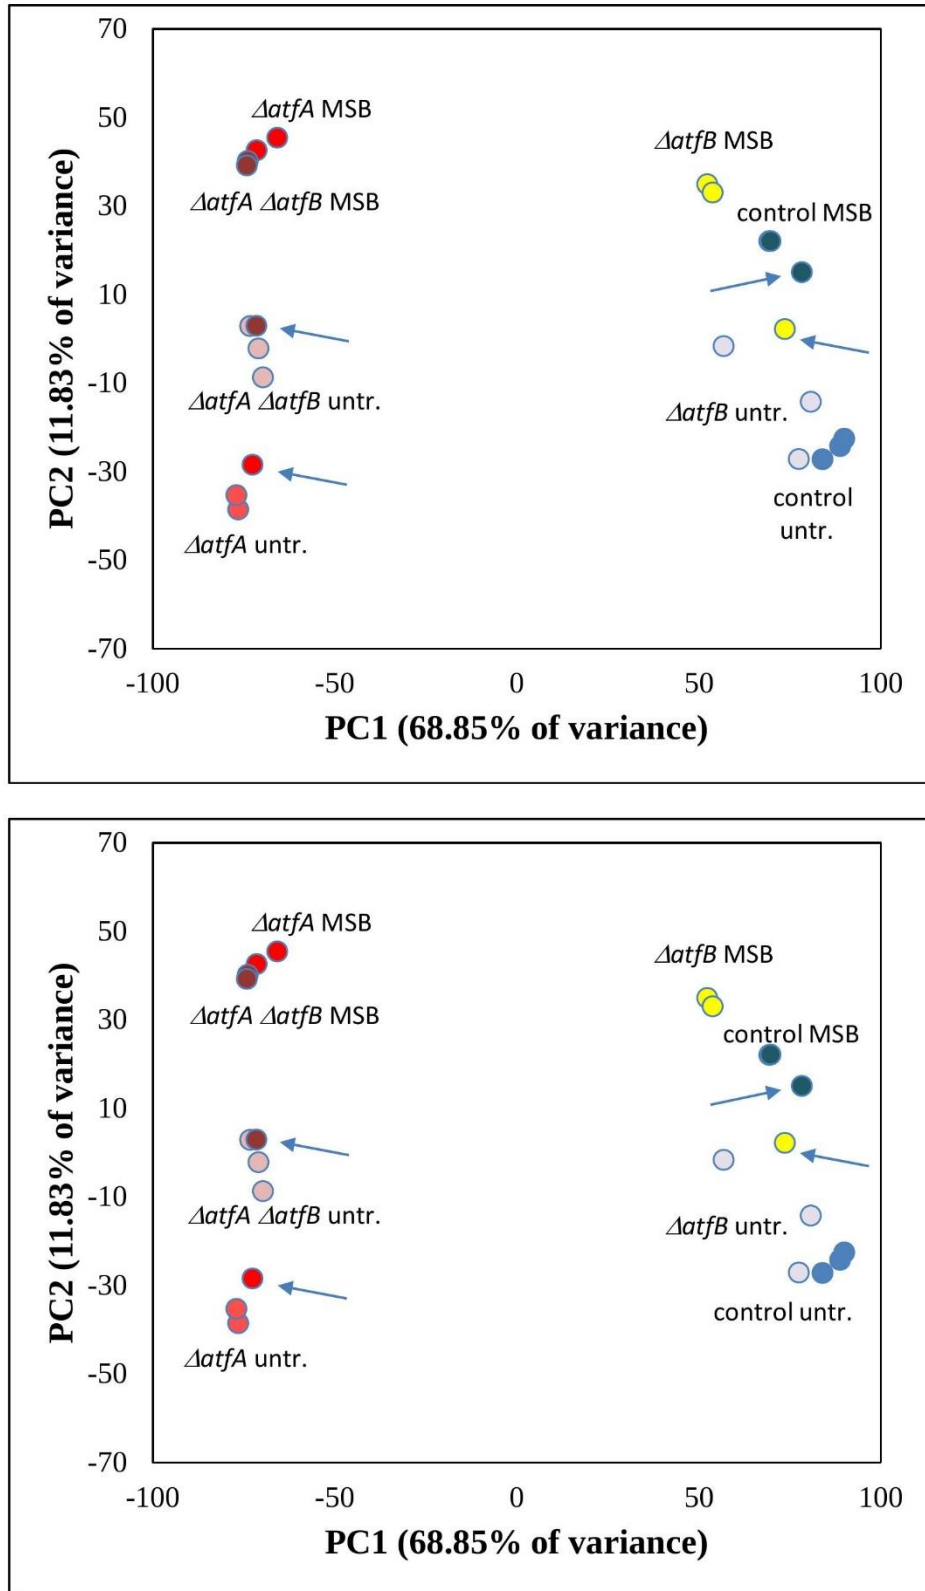 70
ΔatfA MSB
50
ΔatfB MSB
30
ΔatfA ΔatfB MSB
control MSB
10
-10
ΔatfA ΔatfB untr.
ΔatfB untr.
-30
control
untr.
-50
ΔatfA untr.
-70
-100 -50 0 50 100
PC1 (68.85% of variance)
PC2 (11.83% of variance)
70
ΔatfA MSB
50
ΔatfB MSB
30
ΔatfA ΔatfB MSB
control MSB
10
-10
ΔatfA ΔatfB untr.
ΔatfB untr.
-30
control untr.
ΔatfA untr.
-50
-70
-100 -50 0 50 100
PC1 (68.85% of variance)
PC2 (11.83% of variance)